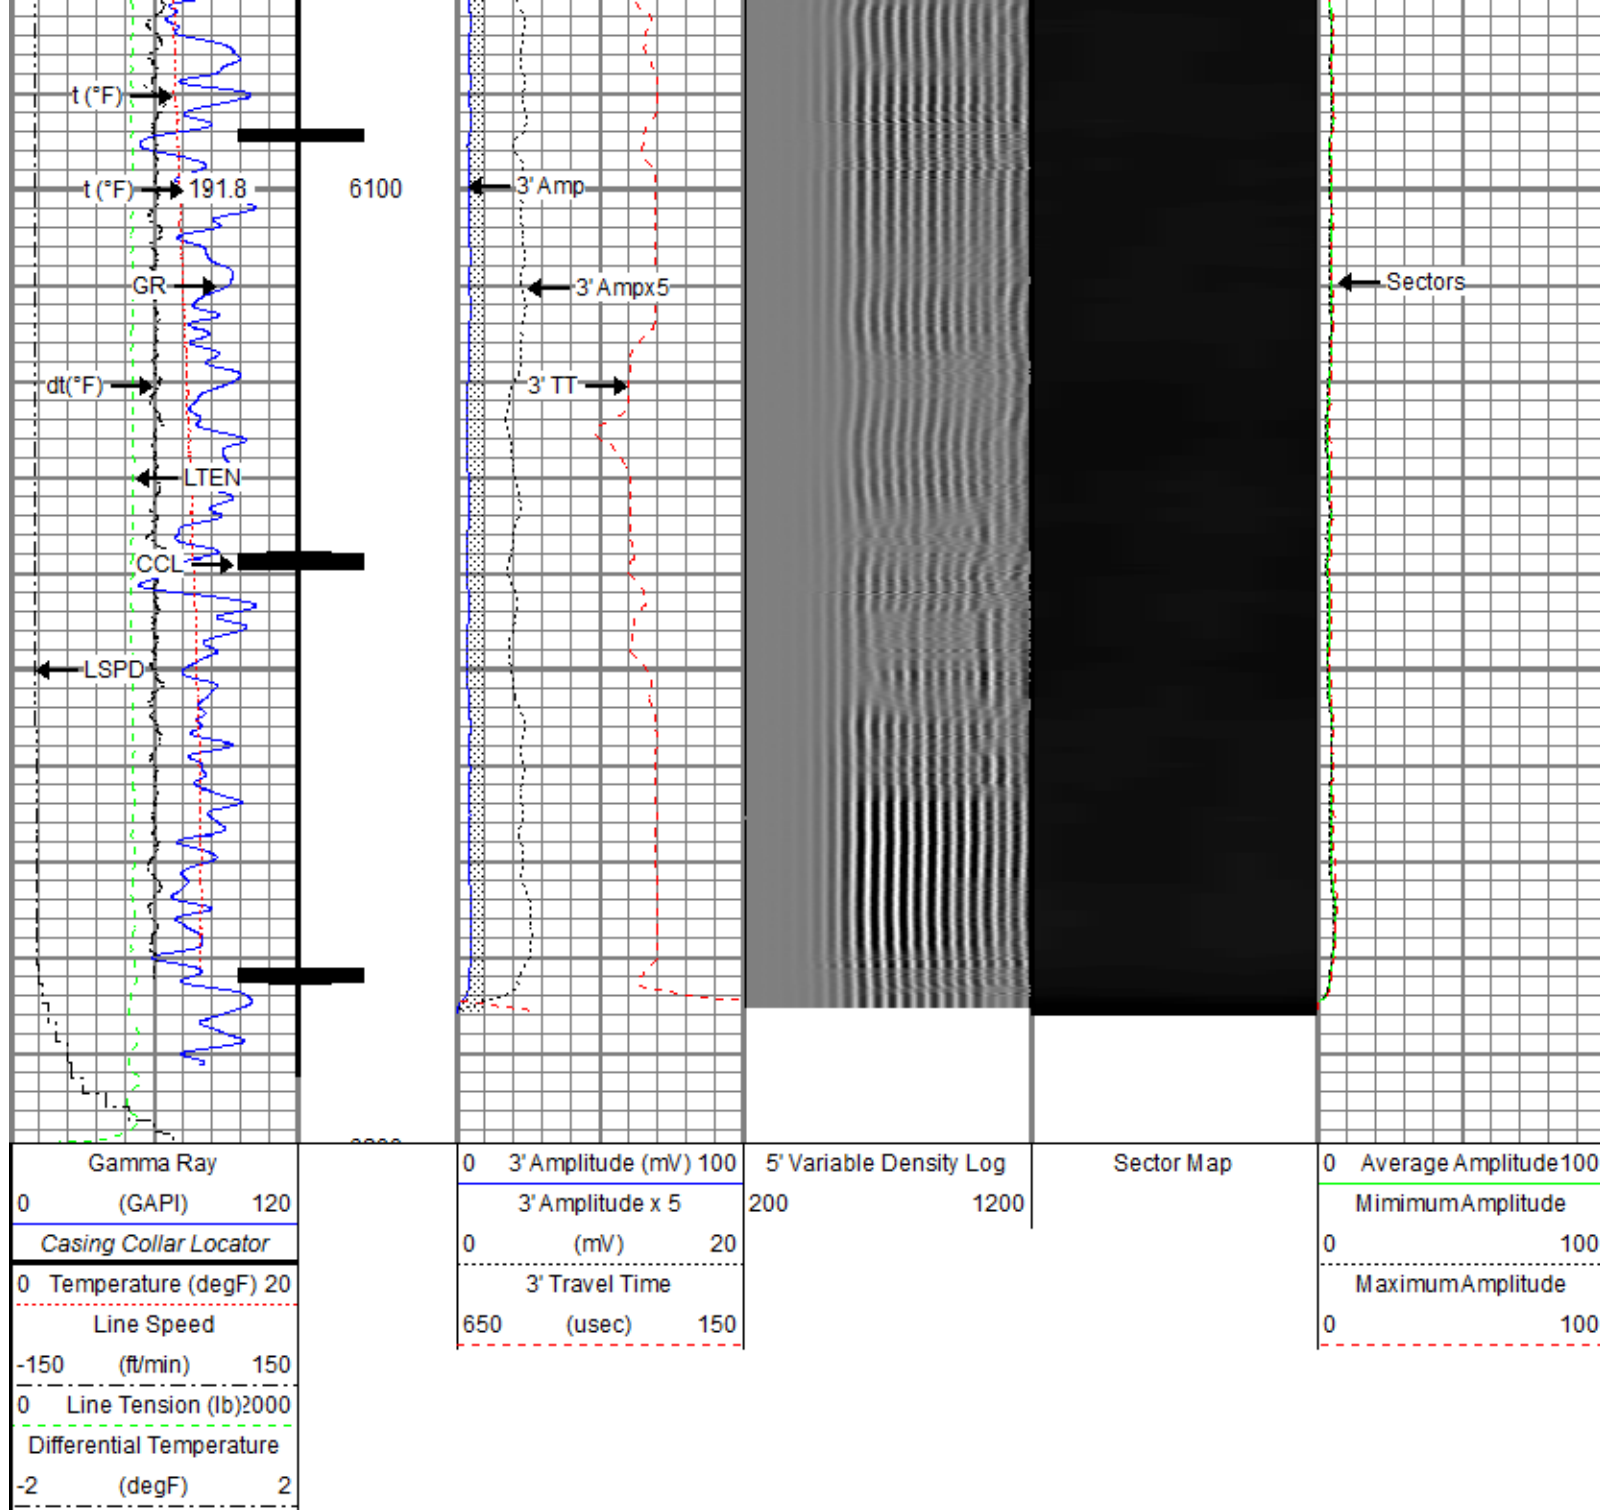 t (°F)
t (°F) 191.8
6100
3' Amp
GR
3' Ampx5
Sectors
dt(°F)
3' TT
LTEN
CCL
LSPD
Gamma Ray
0 (GAPI) 120
Casing Collar Locator
0 Temperature (degF) 20
Line Speed
-150 (ft/min) 150
0 Line Tension (lb) 2000
Differential Temperature
-2 (degF) 2
0 3' Amplitude (mV) 100
3' Amplitude x 5
0 (mV) 20
3' Travel Time
650 (usec) 150
5' Variable Density Log
200 1200
Sector Map
0 Average Amplitude 100
Mimimum Amplitude
0 100
Maximum Amplitude
0 100